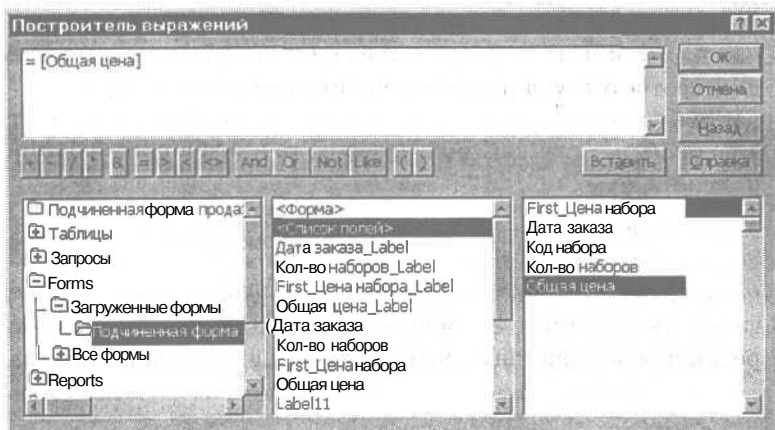 Построитель выражений
= [Общая цена]
OK
Отмена
Назад
+ - / * & = > < <> And Or Not Like ( )
Вставить
Справка
Подчиненная форма прода
Таблицы
Запросы
Forms
Загруженные формы
Подчиненная форма
Все формы
Reports
<Форма>
<Список полей>
Дата заказа_Label
Кол-во наборов_Label
First_Цена набора_Label
Общая цена_Label
(Дата заказа
Кол-во наборов
First_Цена набора
Общая цена
Label11
First_Цена набора
Дата заказа
Код набора
Кол-во наборов
Общая цена